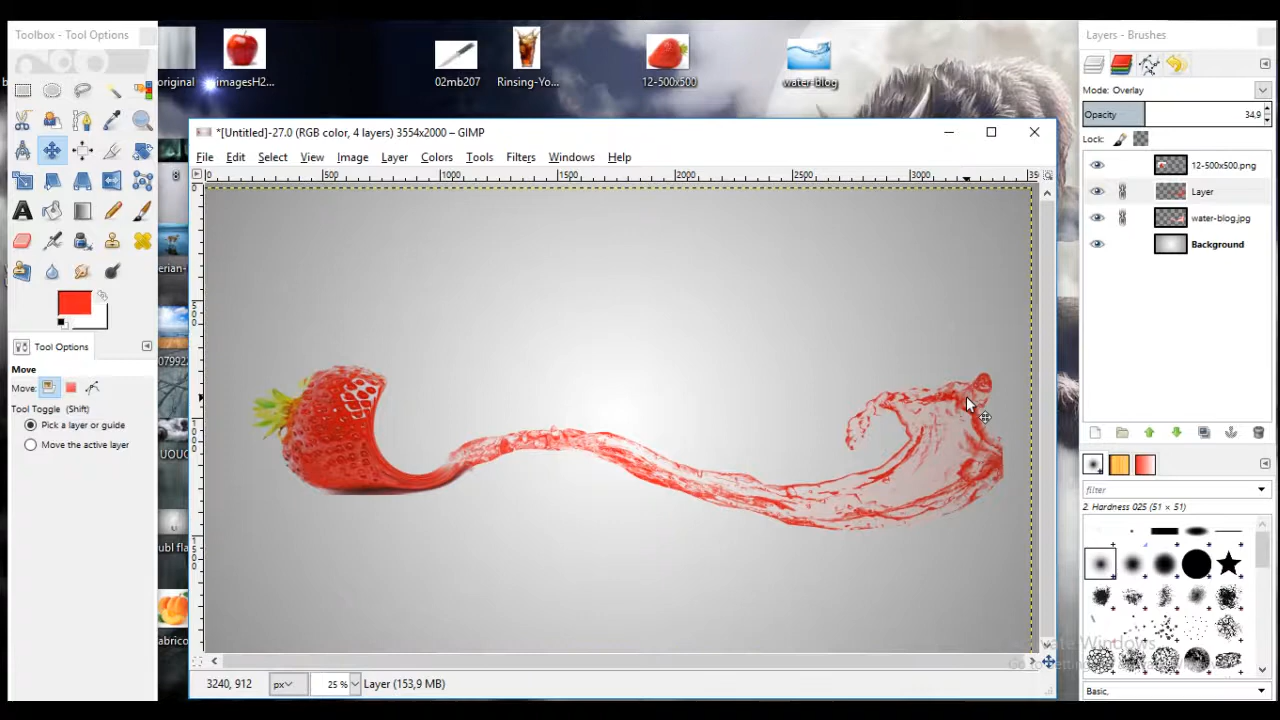 Toolbox - Tool Options
original
imagesH2...
02mb207
Rinsing-Yo...
12-500x500
water-blog
Layers - Brushes
*[Untitled]-27.0 (RGB color, 4 layers) 3554x2000 – GIMP
File Edit Select View Image Layer Colors Tools Filters Windows Help
0 500 1000 1500 2000 2500 3000 35
Mode: Overlay
Opacity 34,9
Lock:
12-500x500.png
Layer
water-blog.jpg
Background
Tool Options
Move
Move:
Tool Toggle (Shift)
Pick a layer or guide
Move the active layer
filter
2. Hardness 025 (51 × 51)
Basic,
3240, 912 px 25 % Layer (153,9 MB)